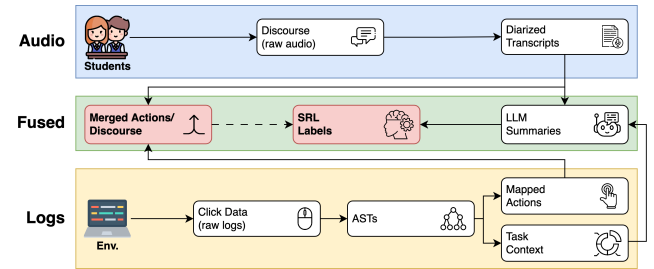 Audio
Students
Discourse
(raw audio)
Diarized
Transcripts
Fused
Merged Actions/
Discourse
SRL
Labels
LLM
Summaries
Logs
Env.
Click Data
(raw logs)
ASTs
Mapped
Actions
Task
Context